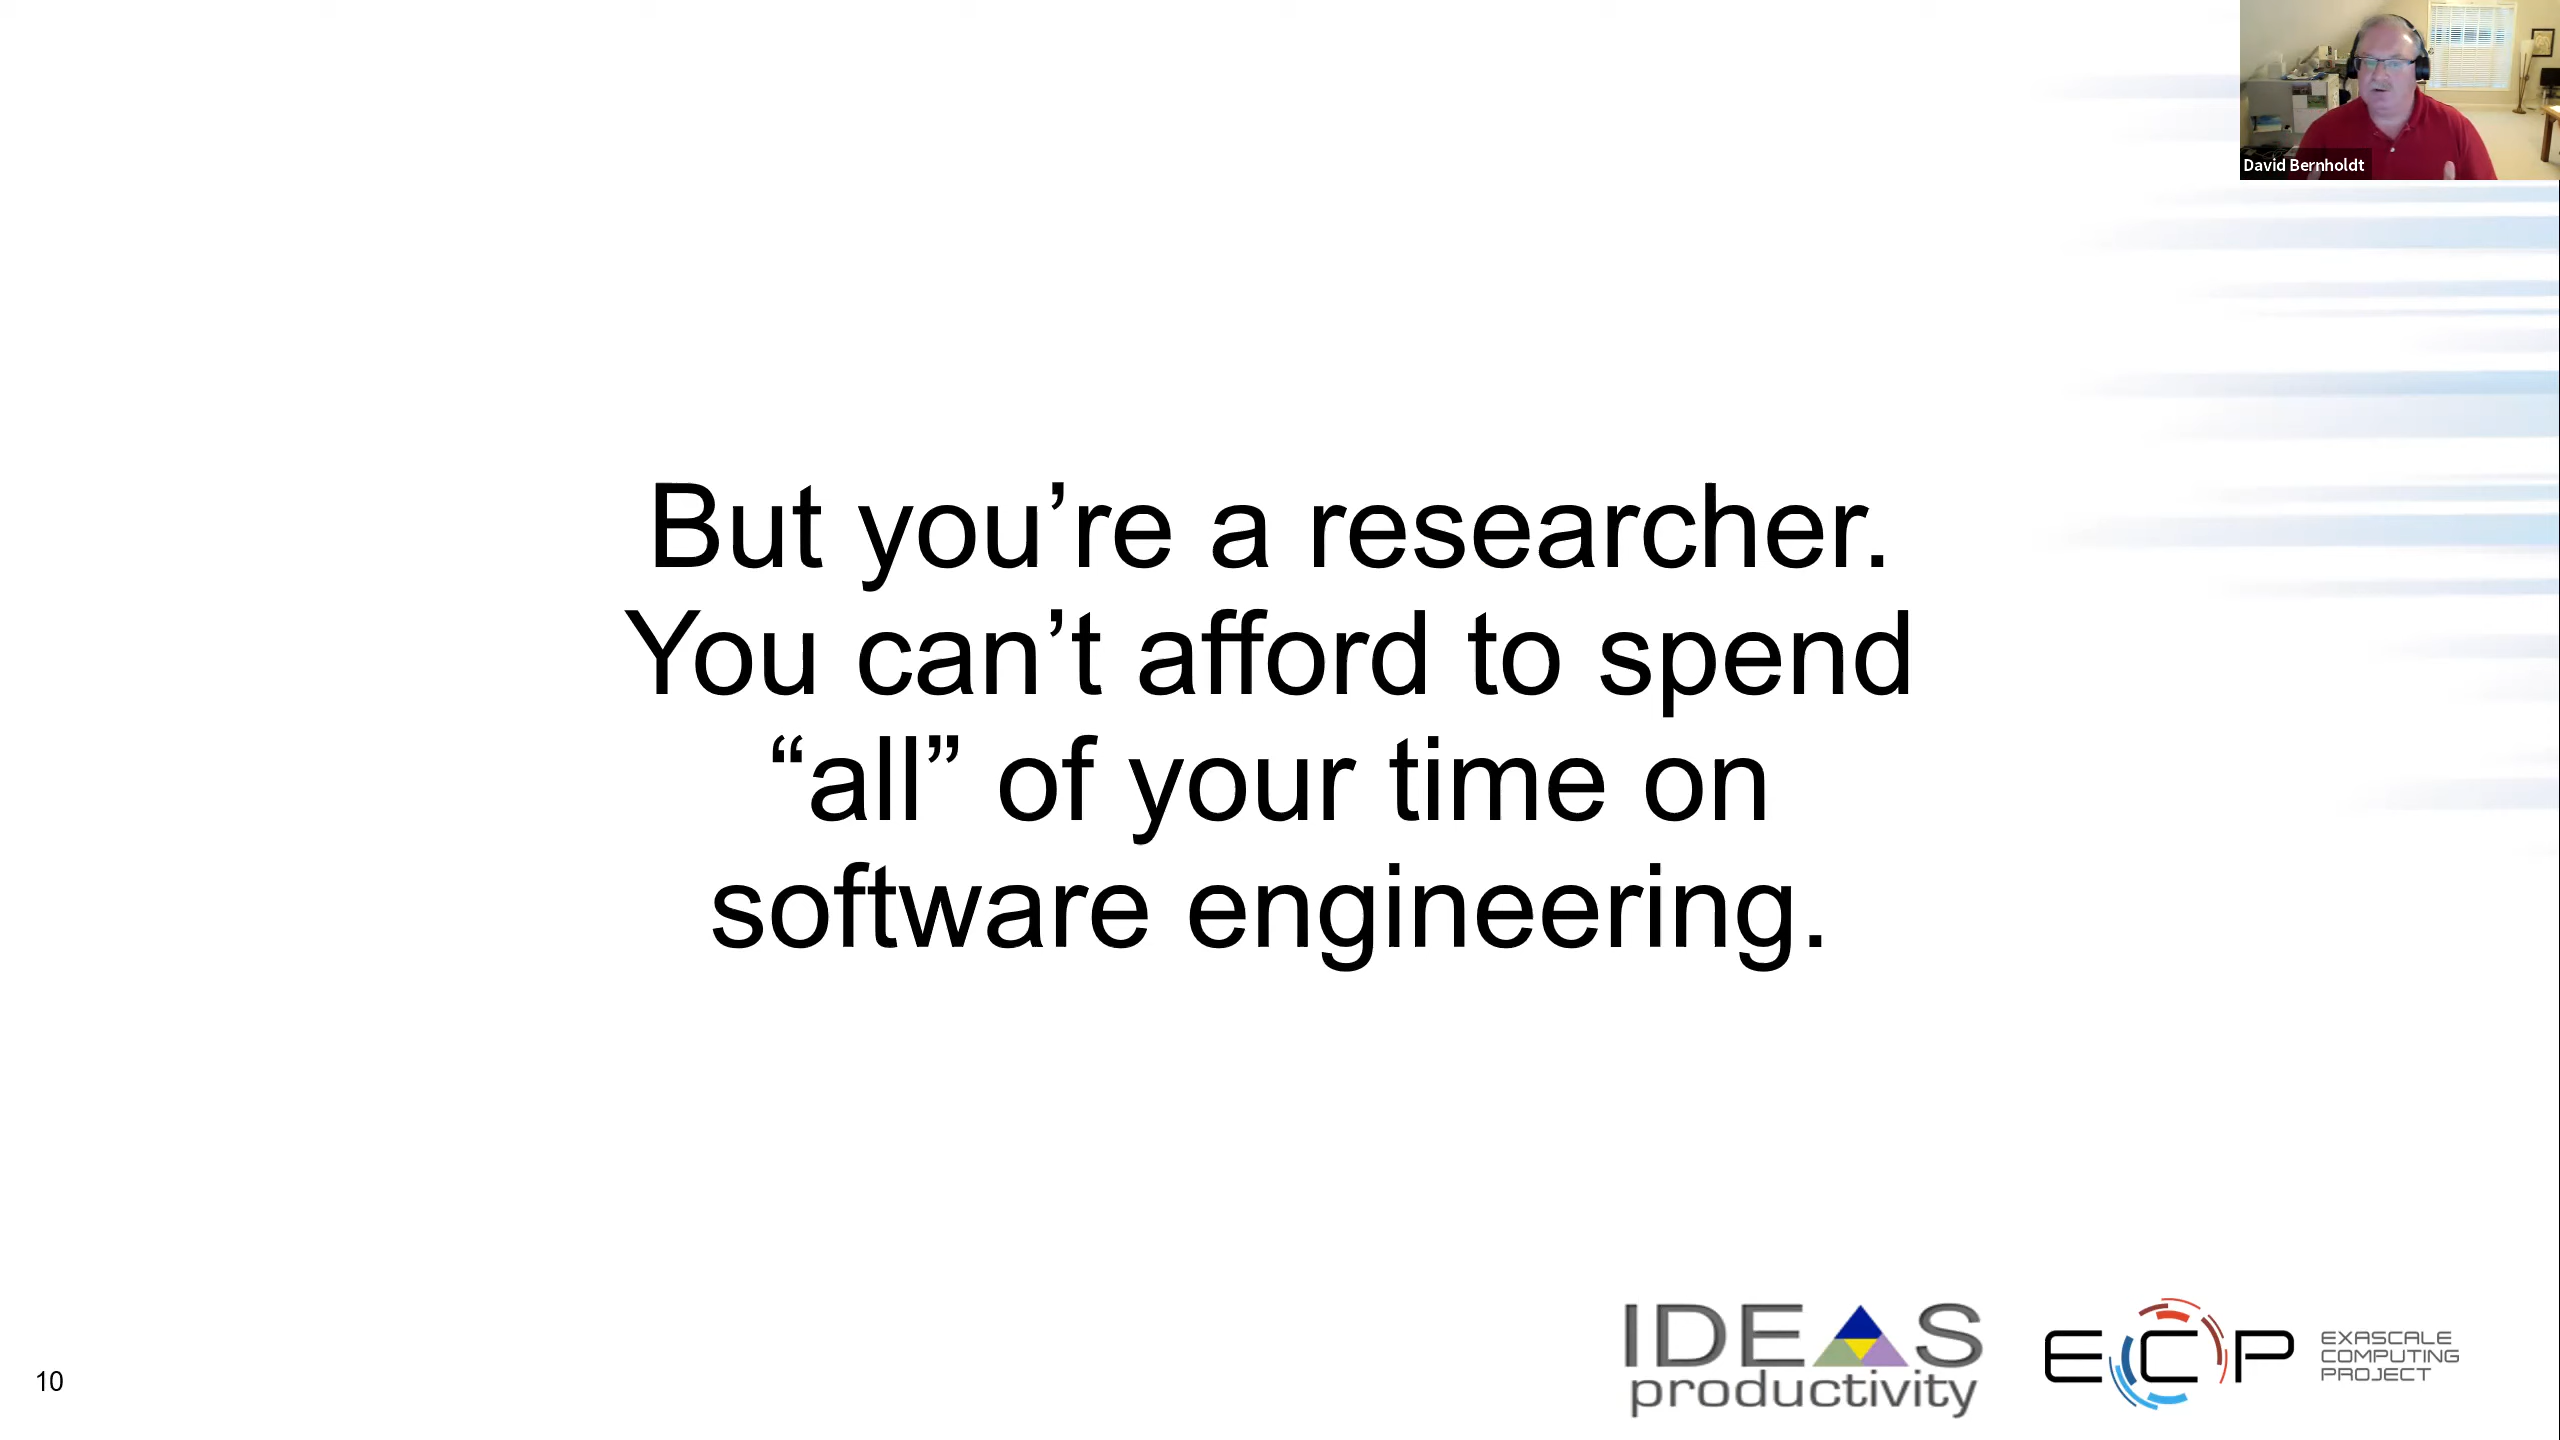 David Bernholdt
But you’re a researcher.
You can’t afford to spend
“all” of your time on
software engineering.
10
IDEAS
productivity
ECP
EXASCALE
COMPUTING
PROJECT